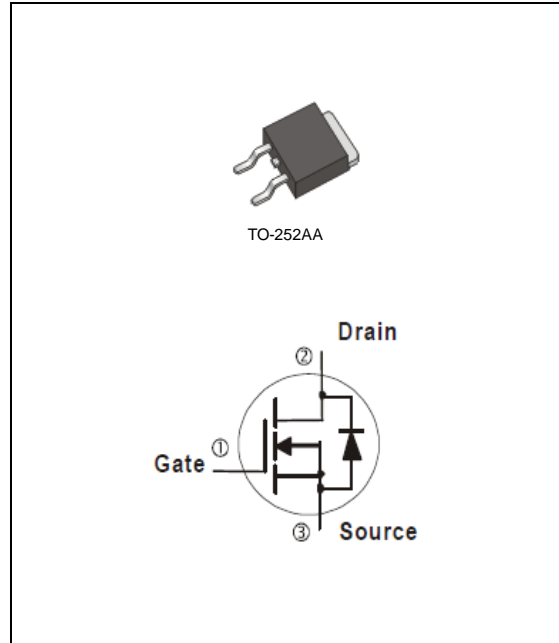 TO-252AA
Drain
②
①
Gate
③
Source